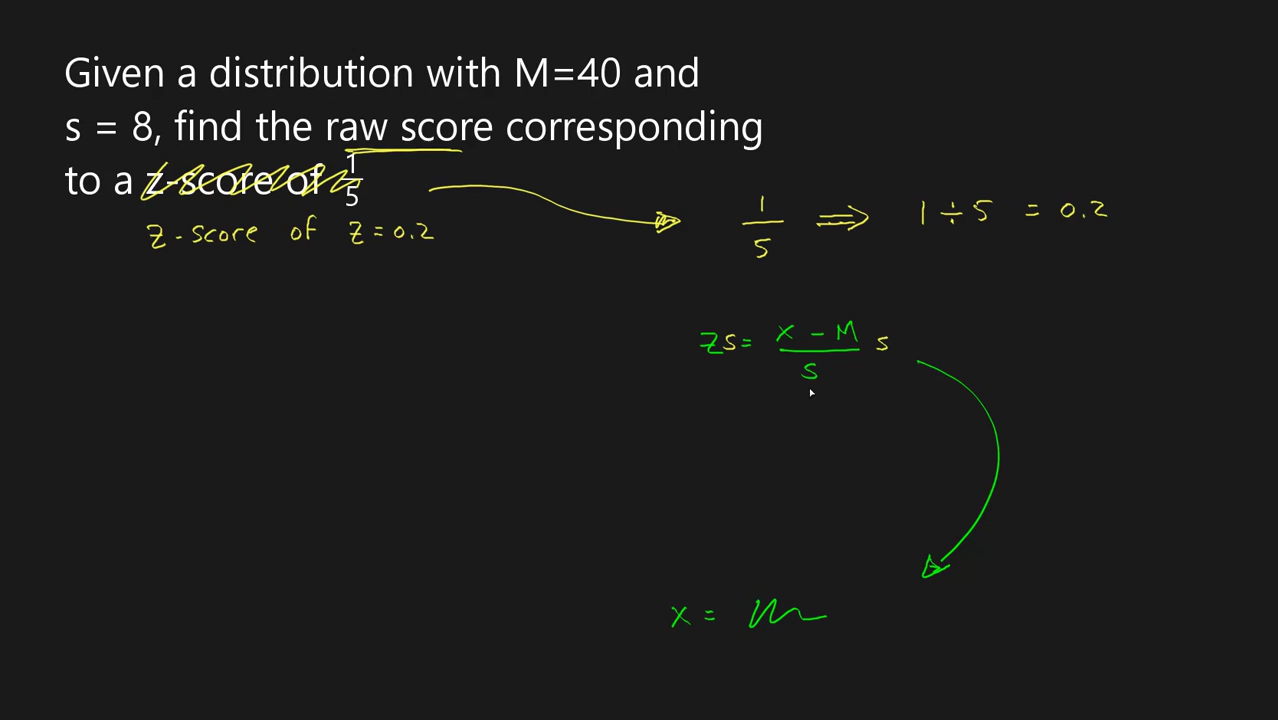 Given a distribution with M=40 and
s = 8, find the raw score corresponding
to a z-score of 1/5
z-score of z = 0.2
1/5 ⇒ 1 ÷ 5 = 0.2
zs = (x - M)/s s
x =